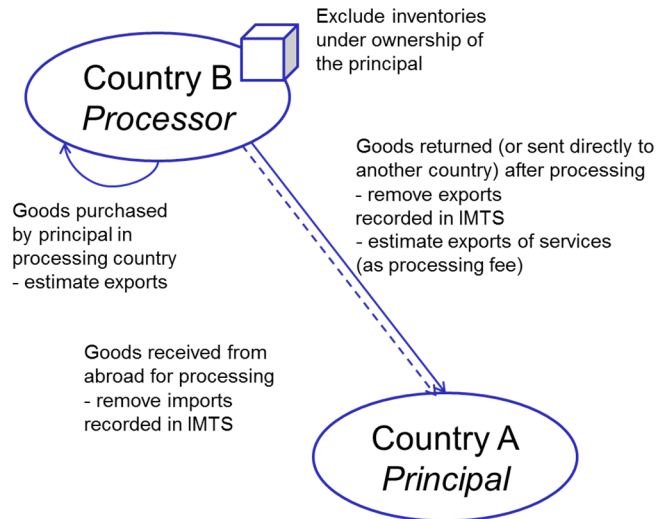 Exclude inventories
under ownership of
the principal
Country B
Processor
Goods returned (or sent directly to
another country) after processing
- remove exports
recorded in IMTS
- estimate exports of services
(as processing fee)
Goods purchased
by principal in
processing country
- estimate exports
Goods received from
abroad for processing
- remove imports
recorded in IMTS
Country A
Principal